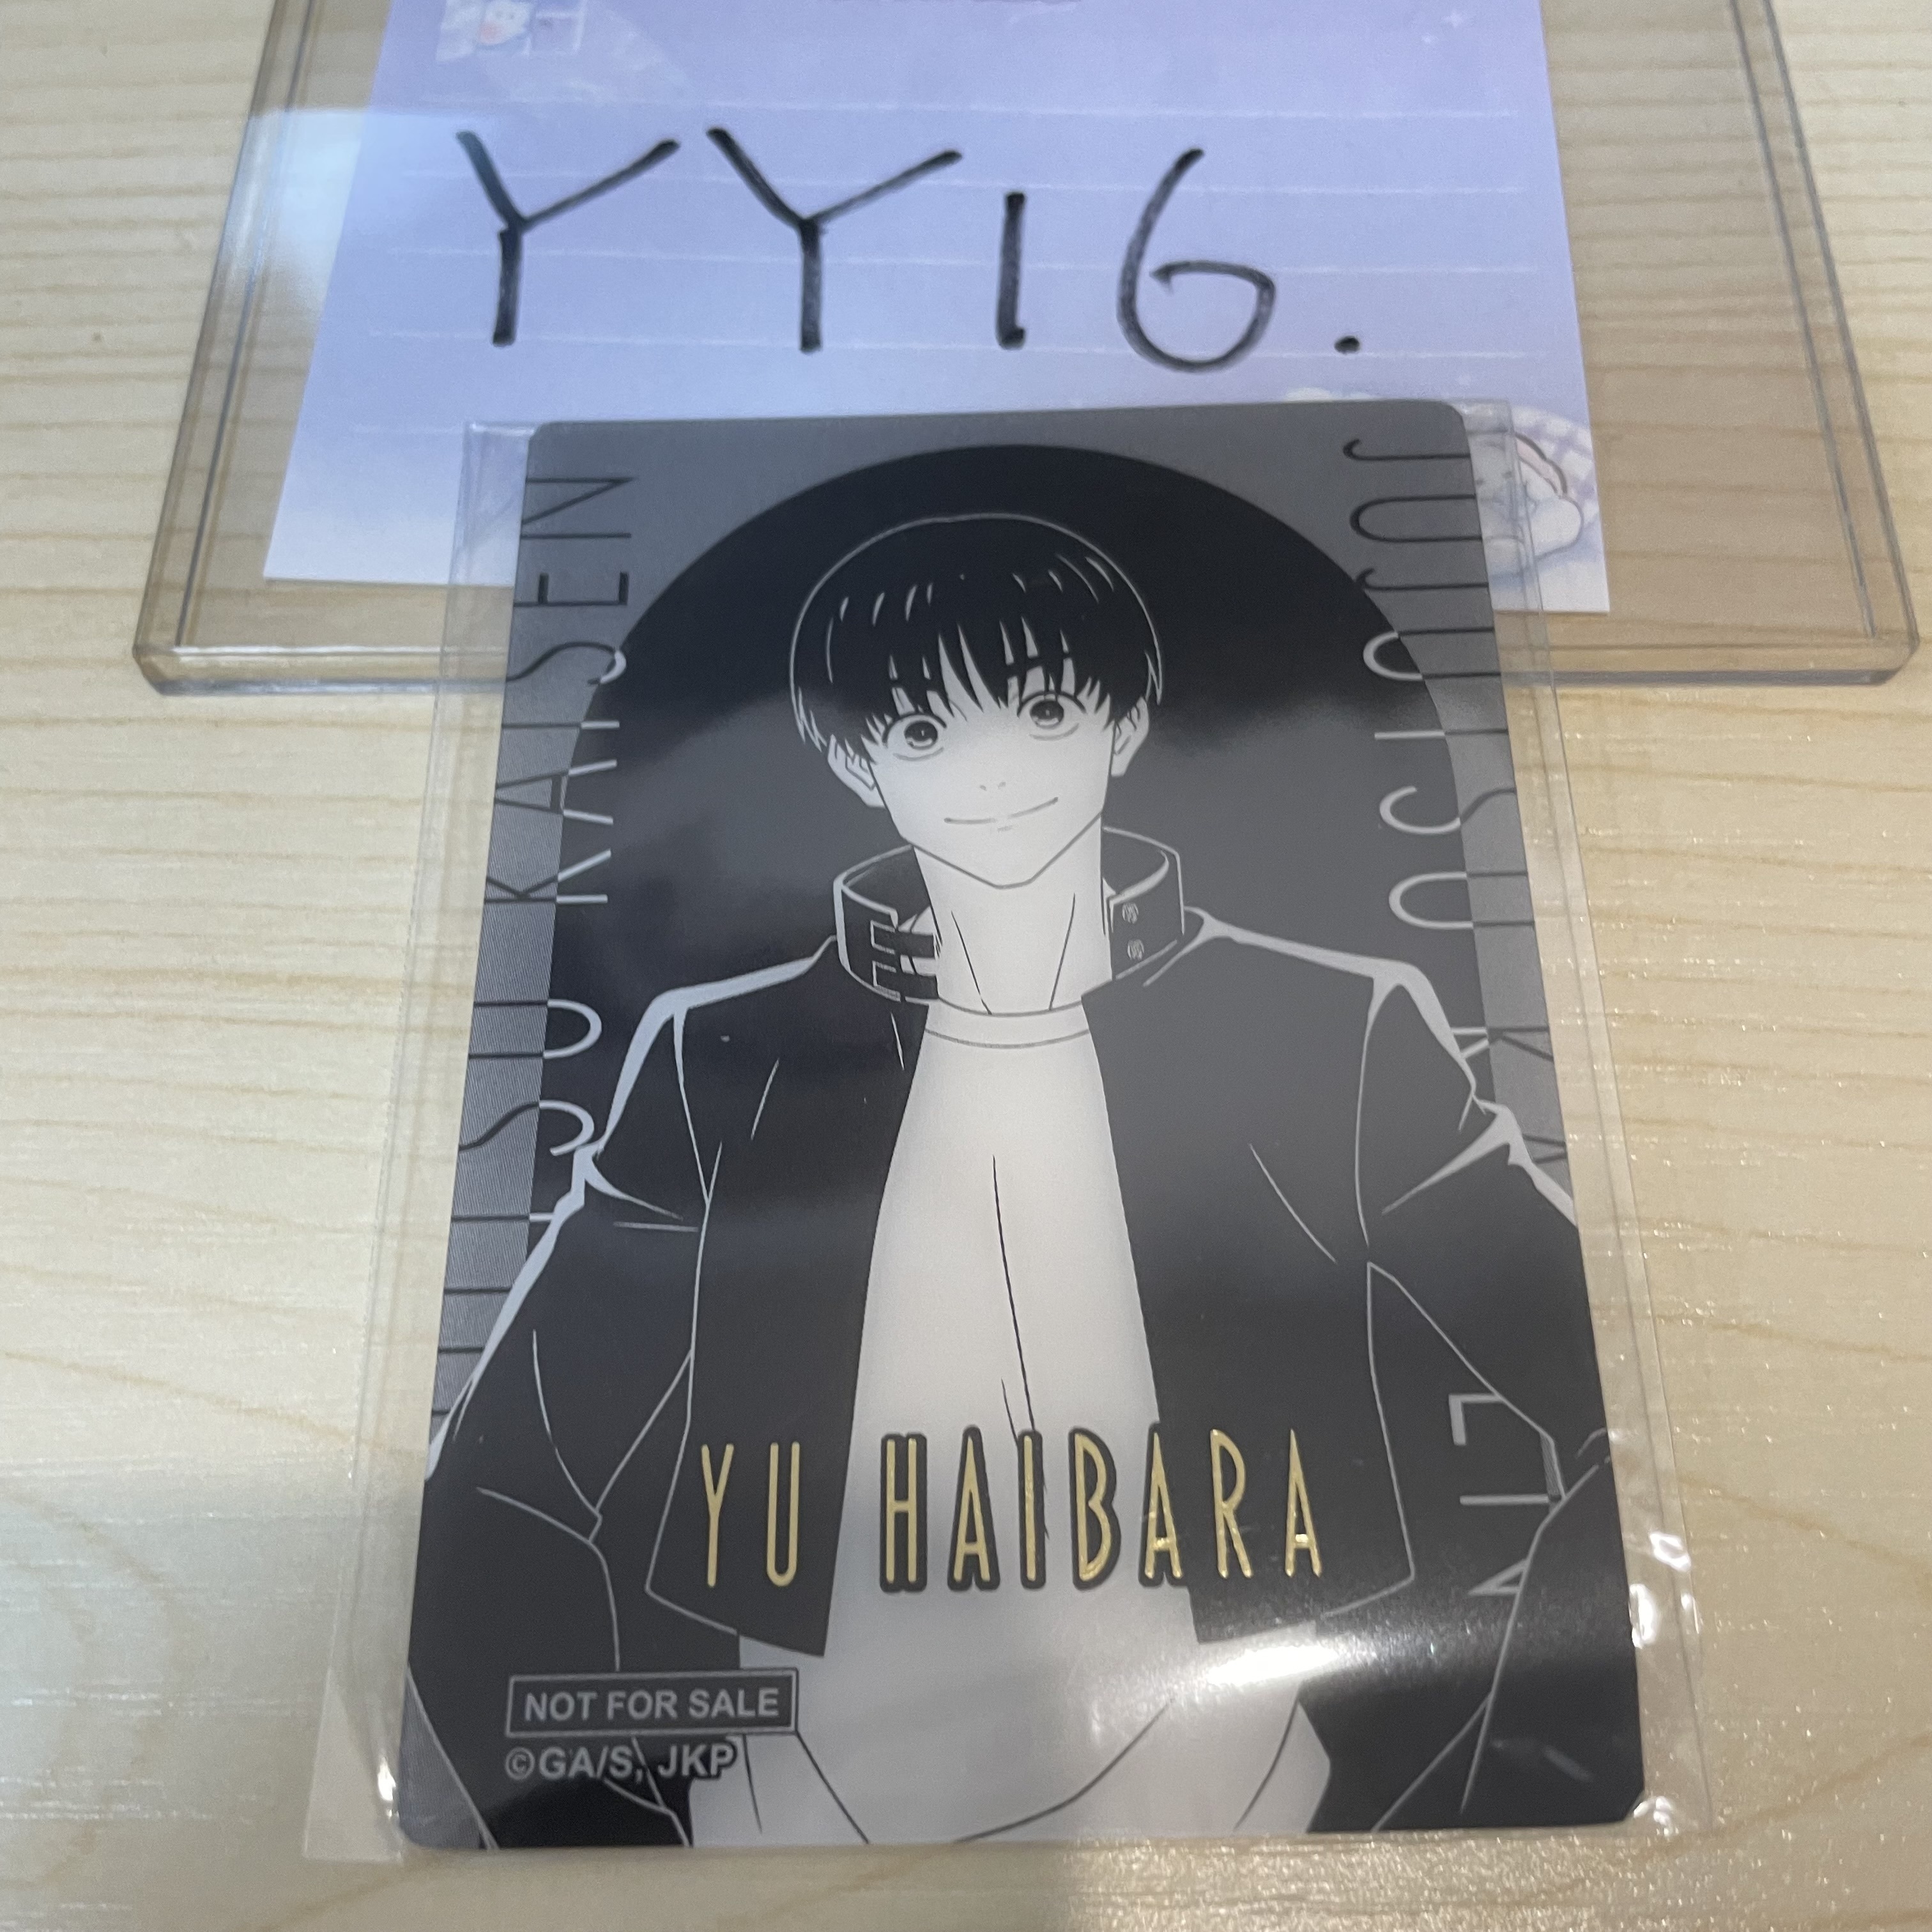 YY16.
JUJUTSU KAISEN
JUJUTSU KAISEN
YU HAIBARA
NOT FOR SALE
©GA/S, JKP